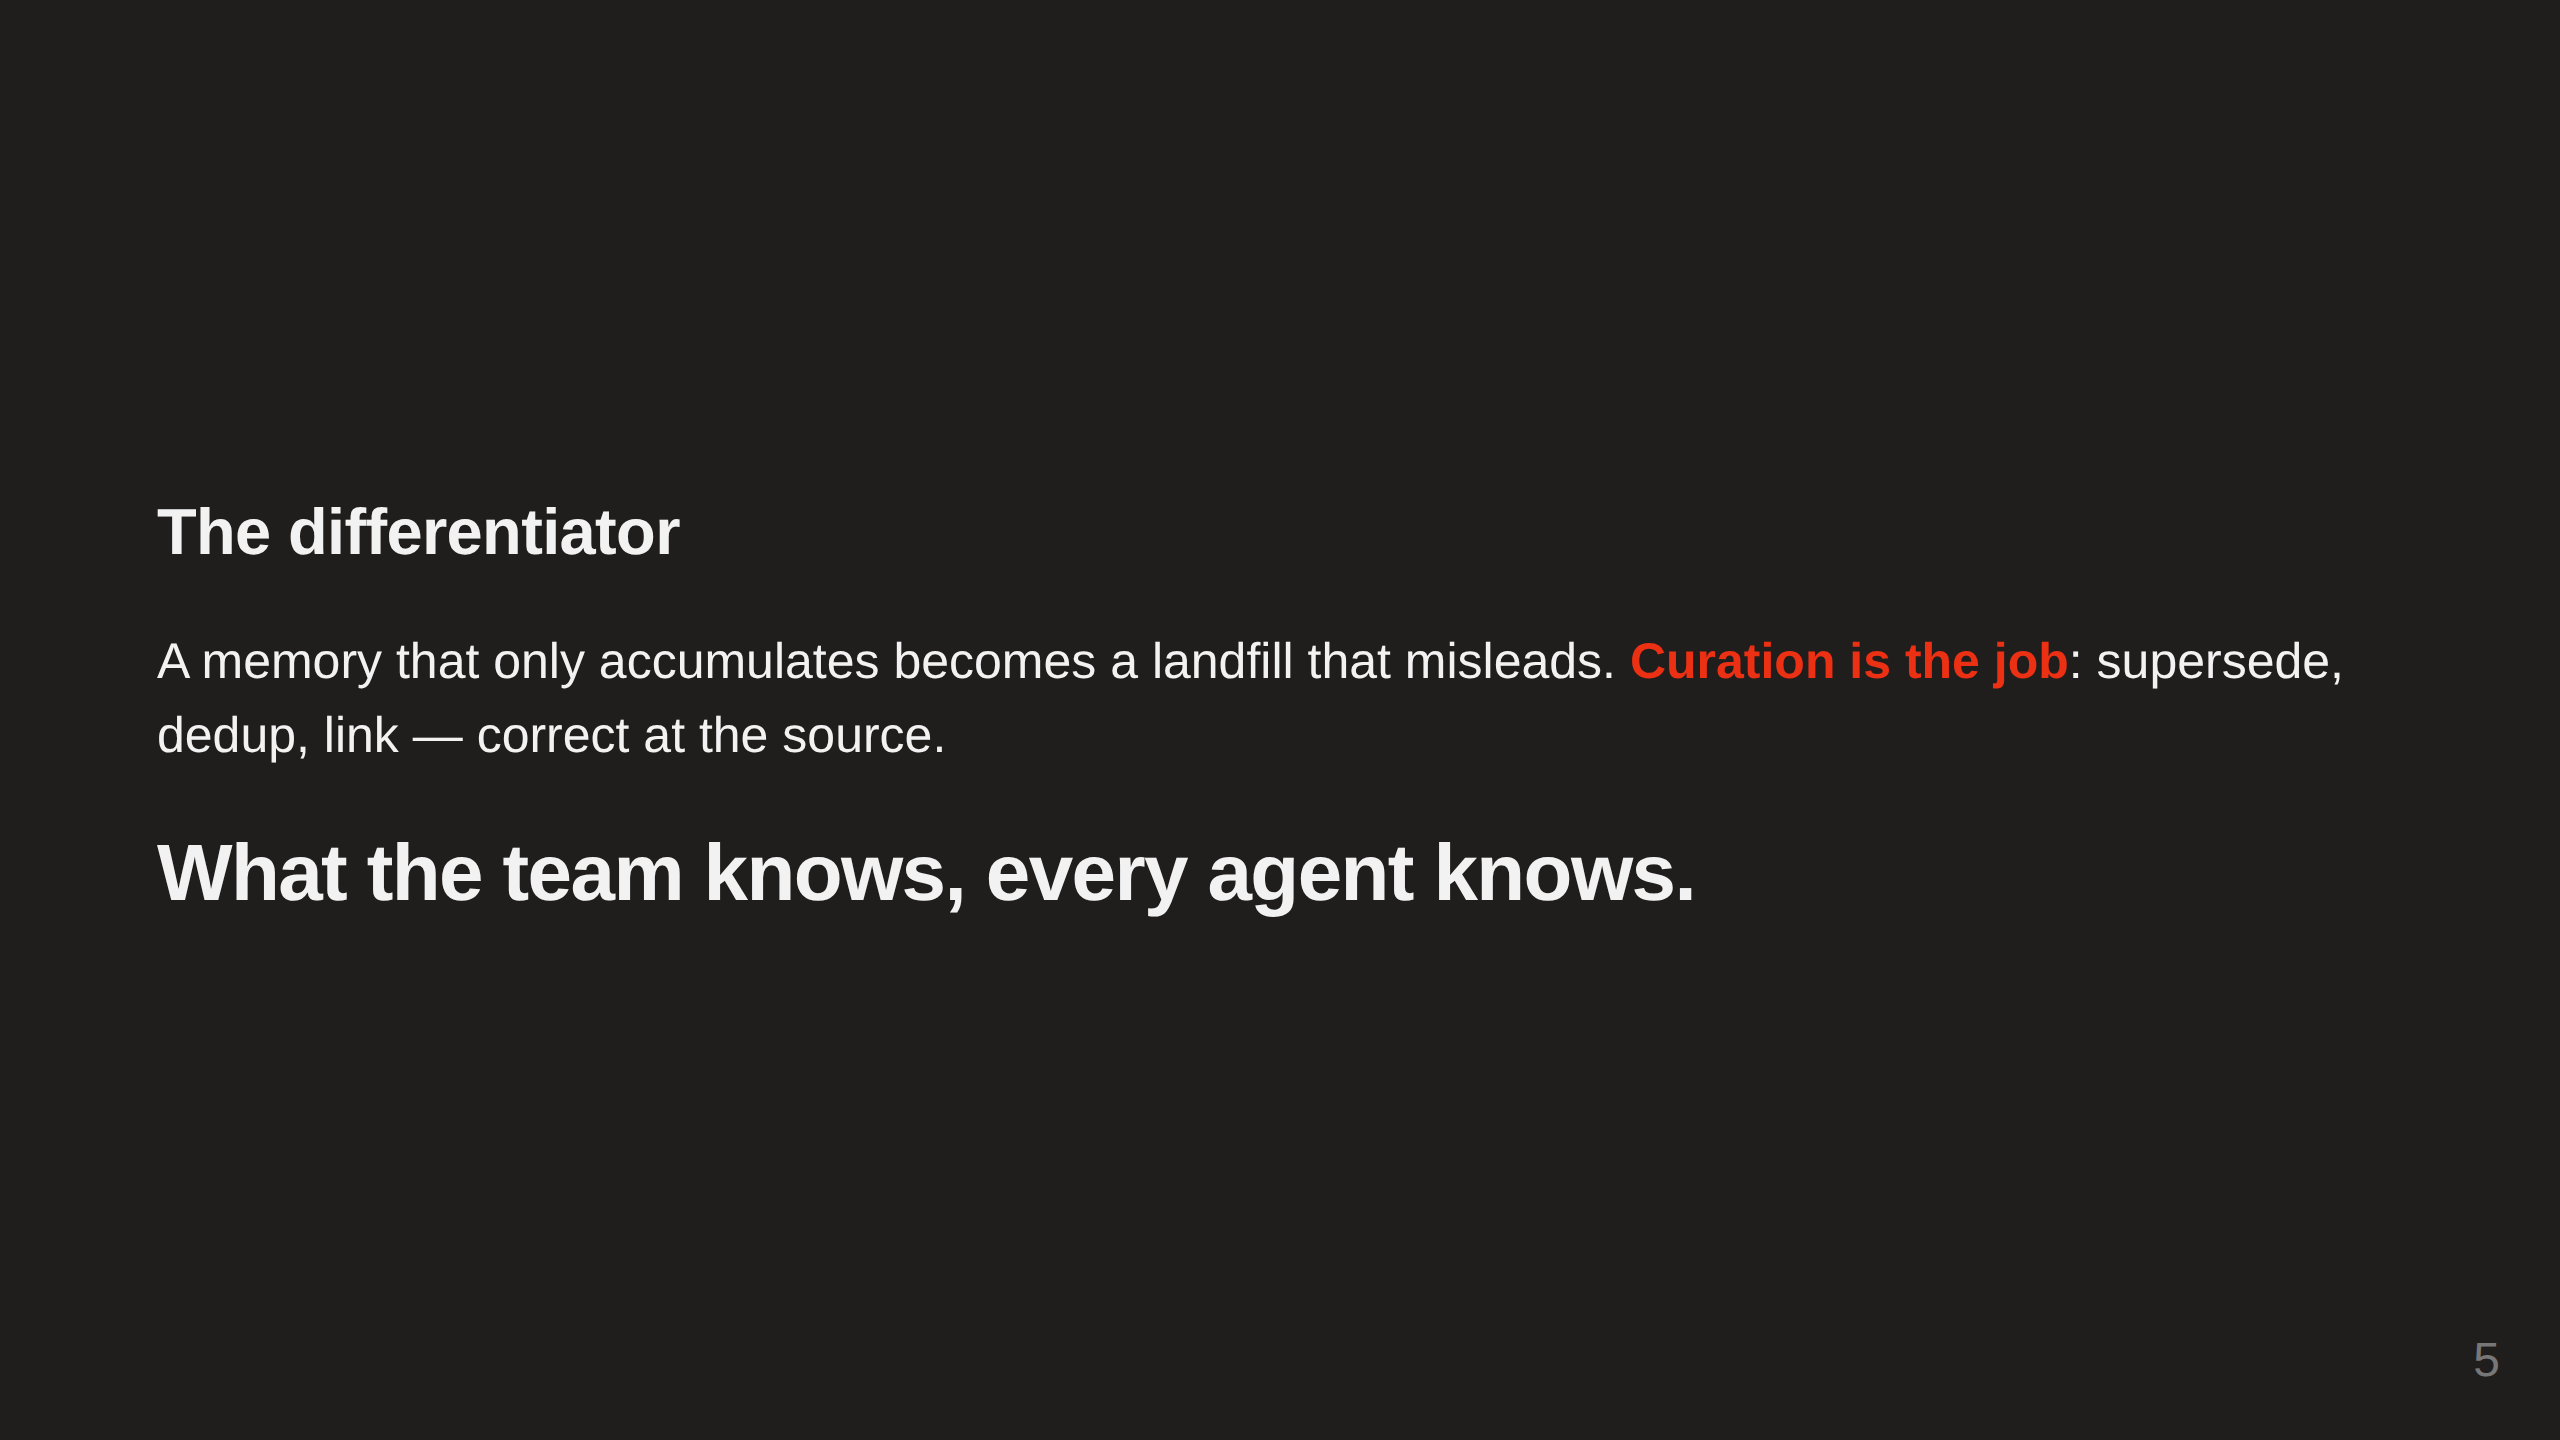 The differentiator
A memory that only accumulates becomes a landfill that misleads. Curation is the job: supersede,
dedup, link — correct at the source.
What the team knows, every agent knows.
5